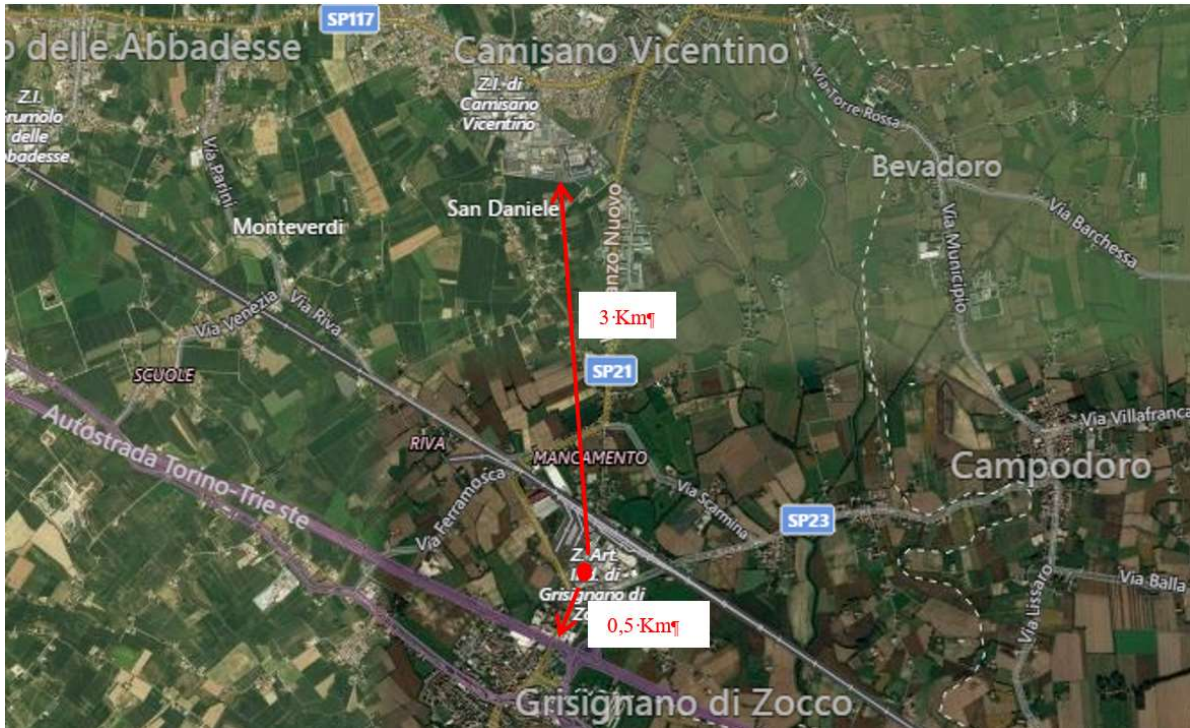 SP117
o delle Abbadesse
Camisano Vicentino
Z.I.
Grumolo
delle
Abbadesse
Z.I. di
Camisano
Vicentino
Via Torre Rossa
Via Parini
Bevadoro
San Daniele
Monteverdi
anzo Nuovo
Via Municipio
Via Barchessa
Via Riva
Via Venezia
3·Km¶
SCUOLE
SP21
Autostrada Torino-Trieste
Via Villafranca
RIVA
MANCAMENTO
Campodoro
Via Ferramosca
Via Scarmina
SP23
Z. Art.
di
Grisignano di
Via Balla
Via Lissaro
0,5·Km¶
Grisignano di Zocco